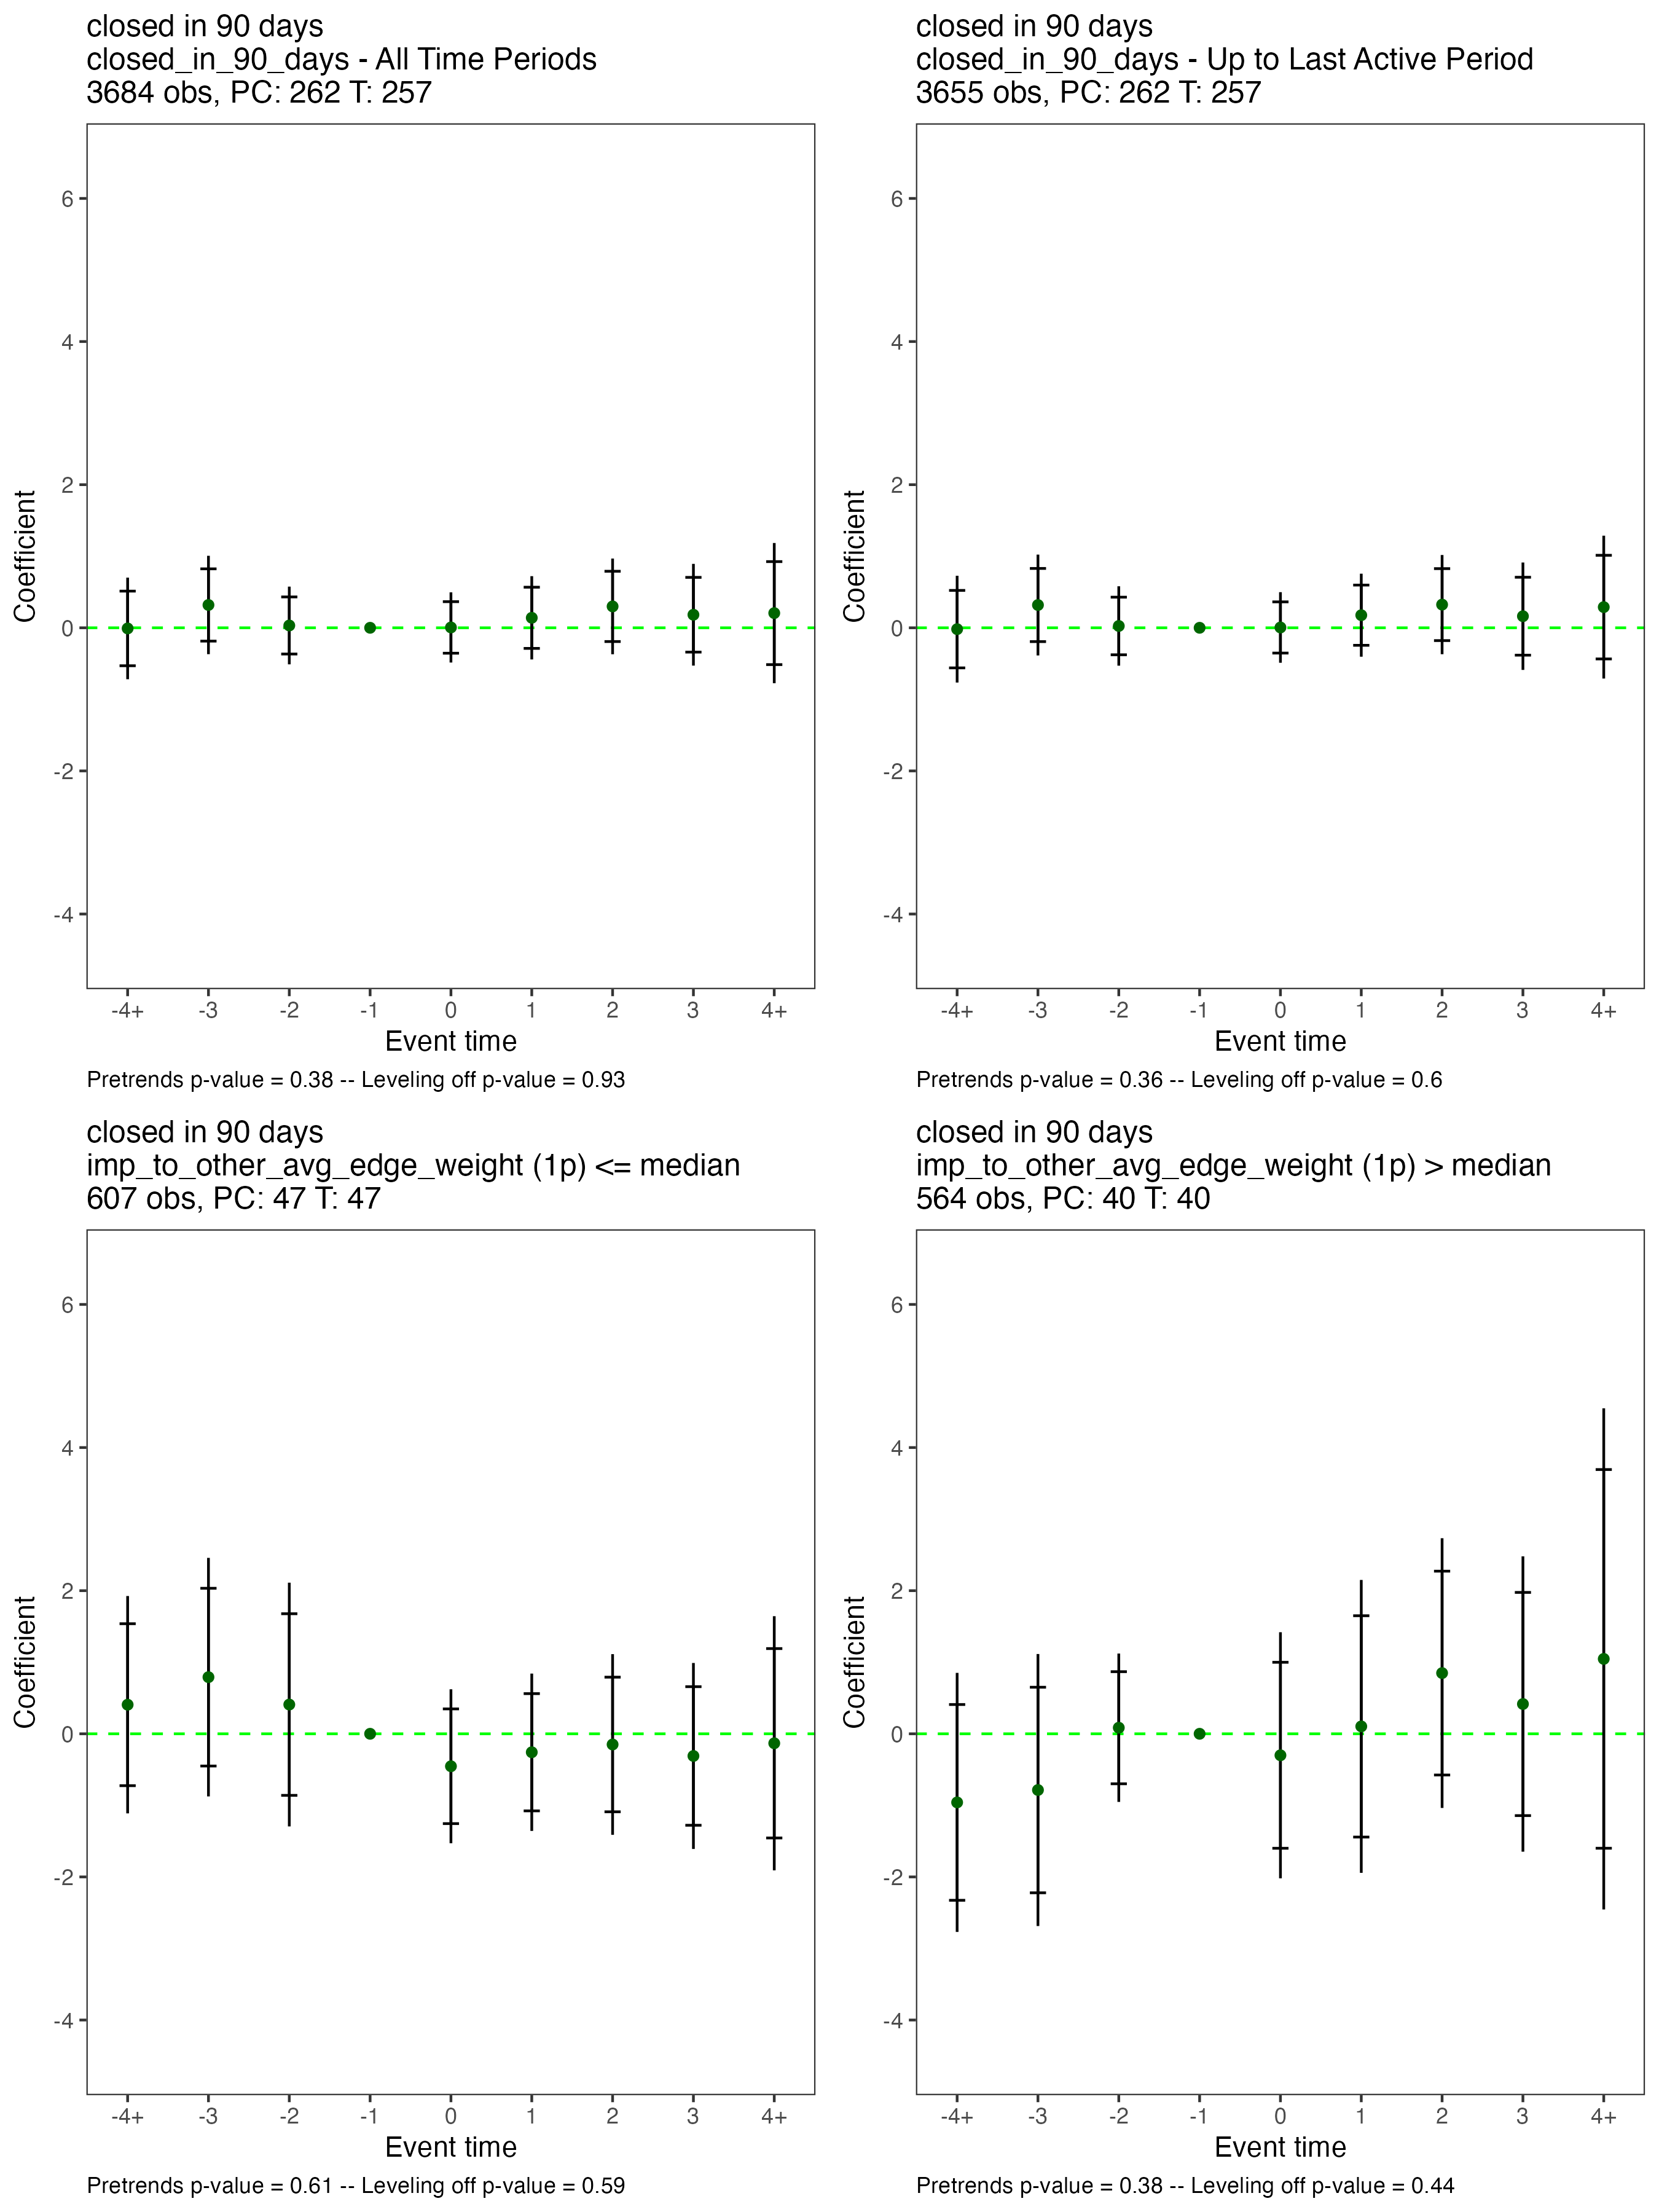 closed in 90 days
closed_in_90_days - All Time Periods
3684 obs, PC: 262 T: 257
6
4
2
0
-2
-4
Coefficient
-4+ -3 -2 -1 0 1 2 3 4+
Event time
Pretrends p-value = 0.38 -- Leveling off p-value = 0.93
closed in 90 days
closed_in_90_days - Up to Last Active Period
3655 obs, PC: 262 T: 257
6
4
2
0
-2
-4
Coefficient
-4+ -3 -2 -1 0 1 2 3 4+
Event time
Pretrends p-value = 0.36 -- Leveling off p-value = 0.6
closed in 90 days
imp_to_other_avg_edge_weight (1p) <= median
607 obs, PC: 47 T: 47
6
4
2
0
-2
-4
Coefficient
-4+ -3 -2 -1 0 1 2 3 4+
Event time
Pretrends p-value = 0.61 -- Leveling off p-value = 0.59
closed in 90 days
imp_to_other_avg_edge_weight (1p) > median
564 obs, PC: 40 T: 40
6
4
2
0
-2
-4
Coefficient
-4+ -3 -2 -1 0 1 2 3 4+
Event time
Pretrends p-value = 0.38 -- Leveling off p-value = 0.44